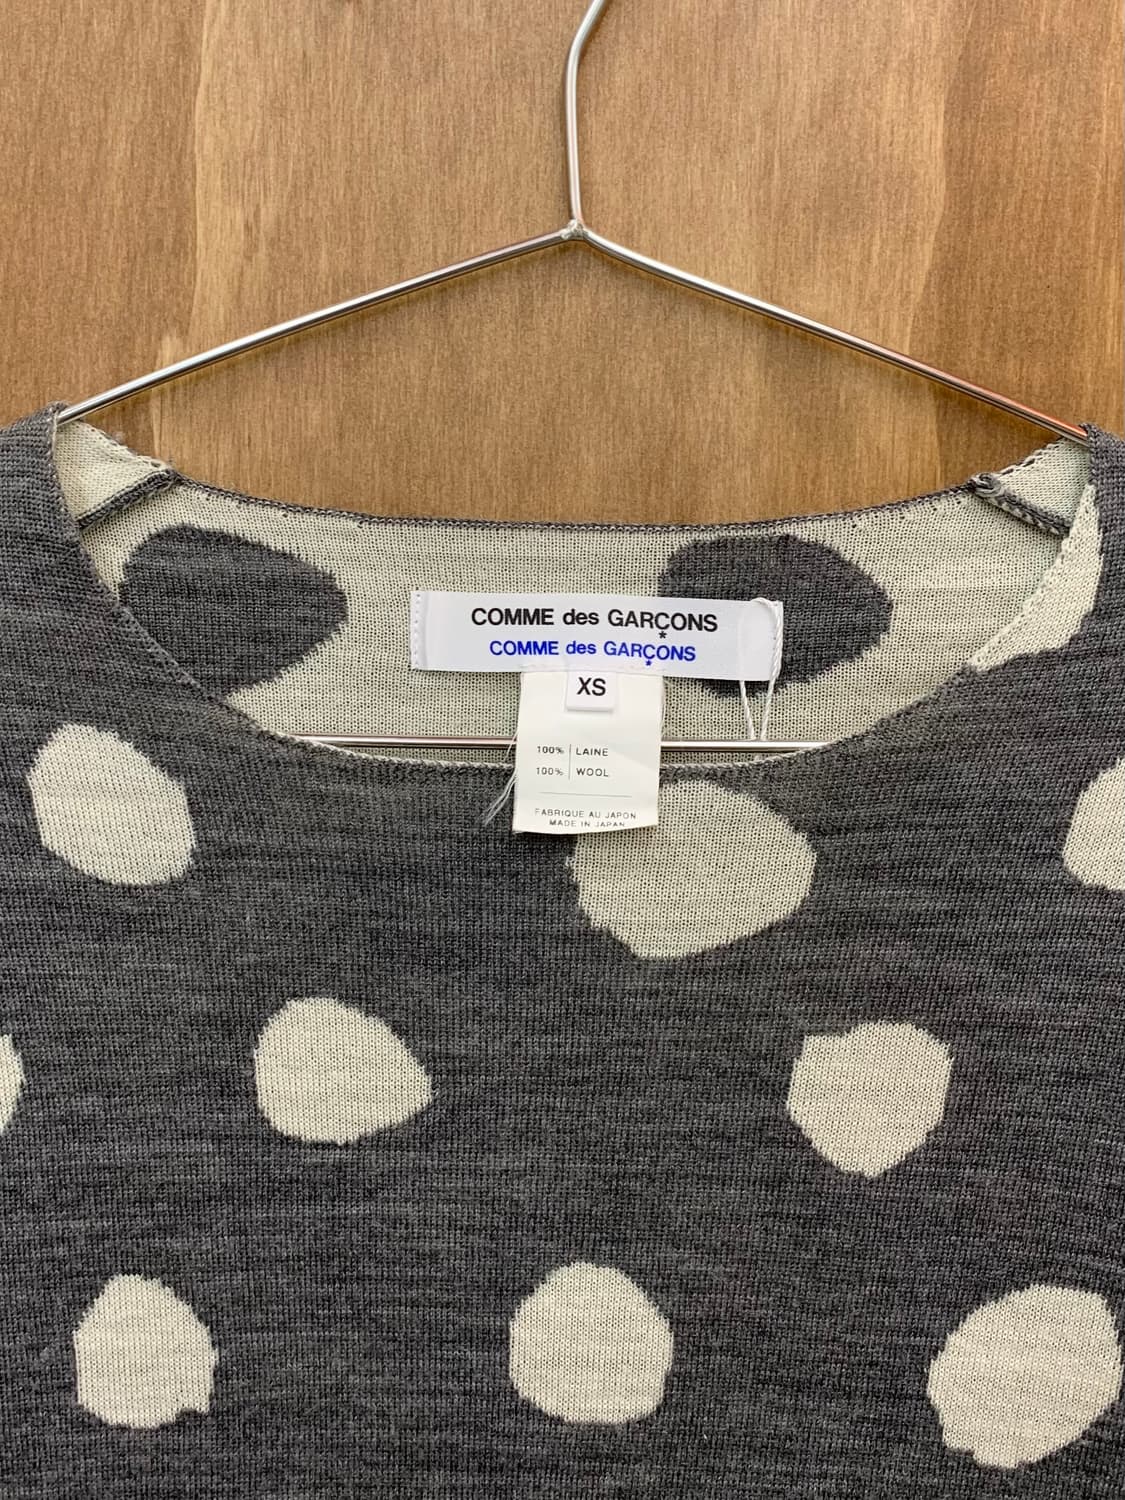 COMME des GARÇONS
*
COMME des GARÇONS
*
XS
100% LAINE
100% WOOL
FABRIQUE AU JAPON
MADE IN JAPAN